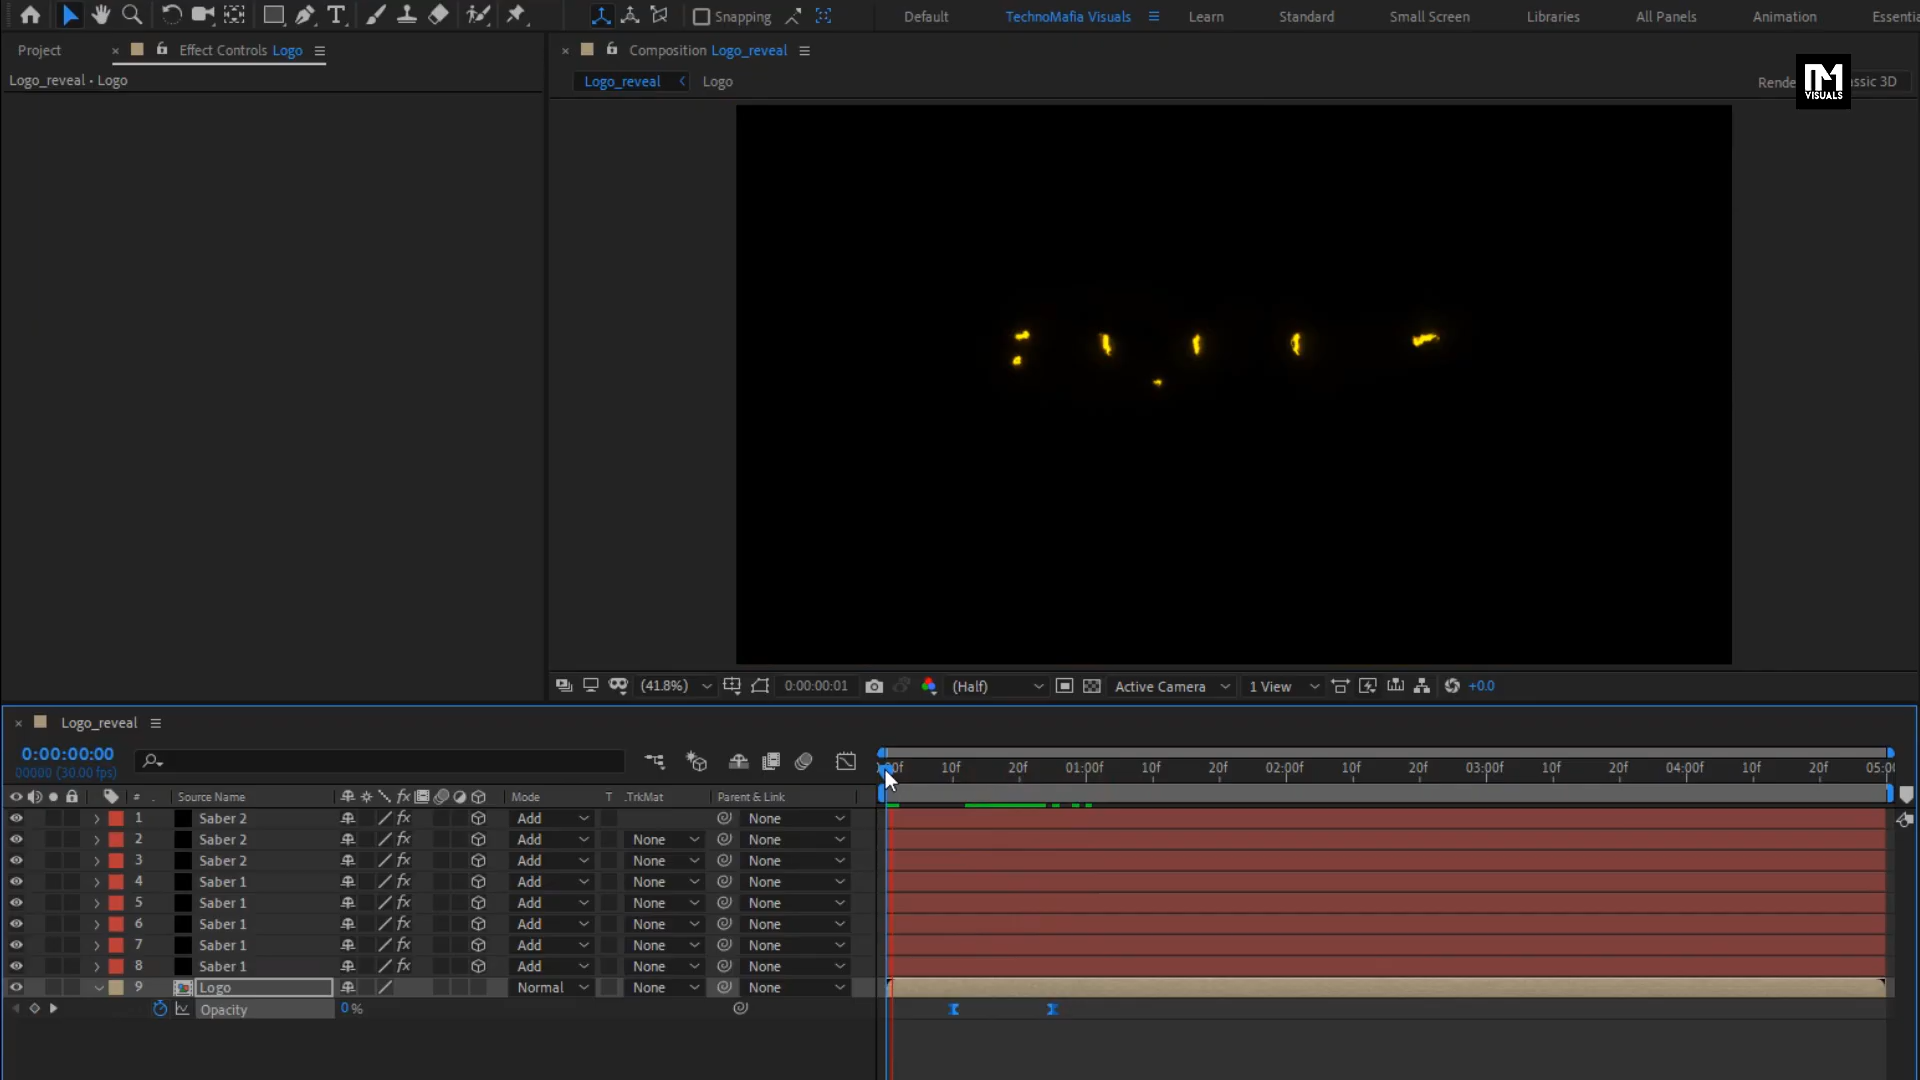 Snapping Default TechnoMafia Visuals Learn Standard Small Screen Libraries All Panels Animation
Project Effect Controls Logo Composition Logo_reveal
Logo_reveal • Logo Logo_reveal Logo
VISUALS
(41.8%) 0:00:00:01 (Half) Active Camera 1 View +0.0
Logo_reveal
0:00:00:00
00000 (30.00 fps)
10f 20f 01:00f 10f 20f 02:00f 10f 20f 03:00f 10f 20f 04:00f 10f 20f
# Source Name Mode T .TrkMat Parent & Link
1 Saber 2 Add None
2 Saber 2 Add None None
3 Saber 2 Add None None
4 Saber 1 Add None None
5 Saber 1 Add None None
6 Saber 1 Add None None
7 Saber 1 Add None None
8 Saber 1 Add None None
9 Logo Normal None None
Opacity 0 %